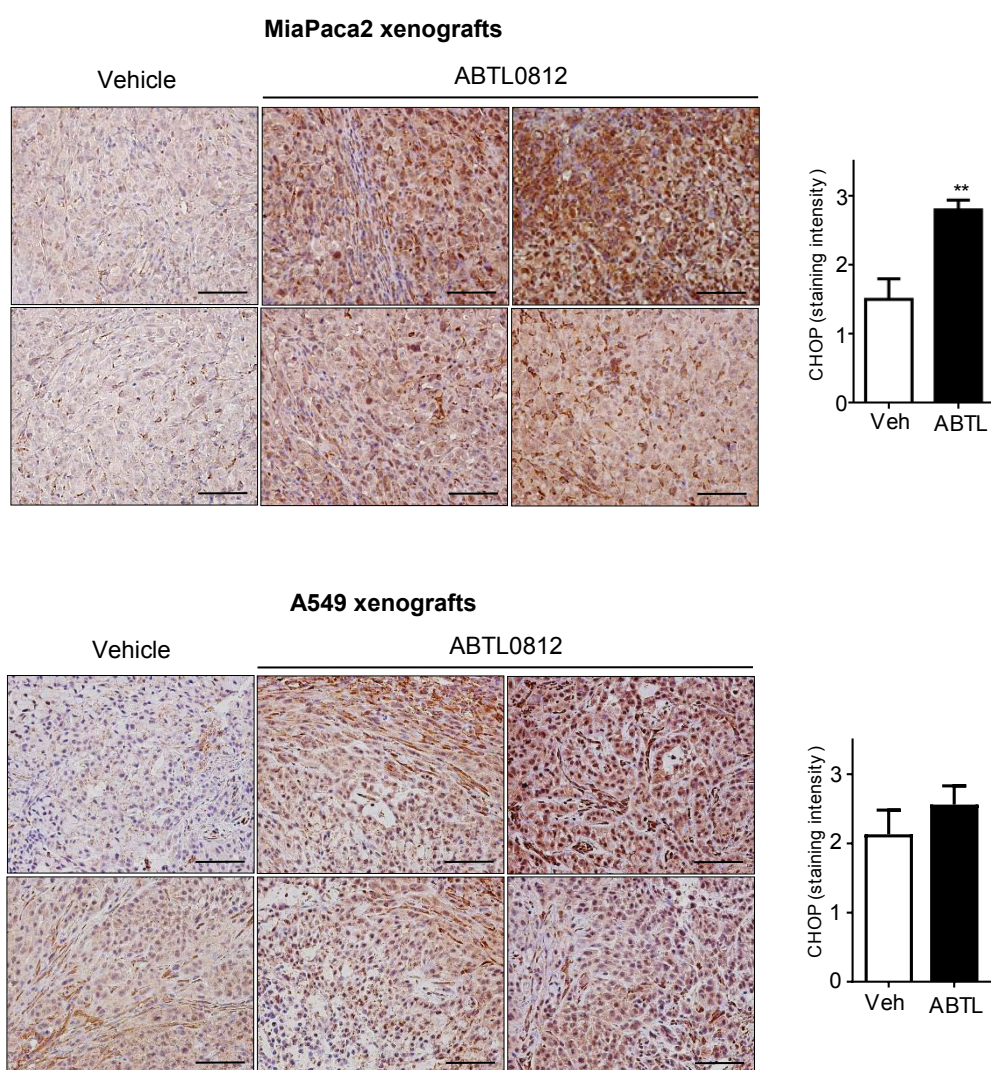 MiaPaca2 xenografts
Vehicle
ABTL0812
CHOP (staining intensity)
3
2
1
0
**
Veh
ABTL
A549 xenografts
Vehicle
ABTL0812
CHOP (staining intensity)
3
2
1
0
Veh
ABTL